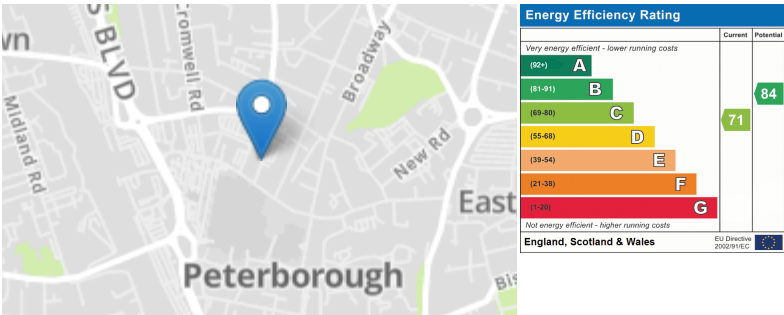 wn
S BLVD
Cromwell Rd
Broadway
Midland Rd
New Rd
East
Peterborough
Bis
Energy Efficiency Rating
Current
Potential
Very energy efficient - lower running costs
(92+) A
(81-91) B
84
(69-80) C
71
(55-68) D
(39-54) E
(21-38) F
(1-20) G
Not energy efficient - higher running costs
England, Scotland & Wales
EU Directive
2002/91/EC